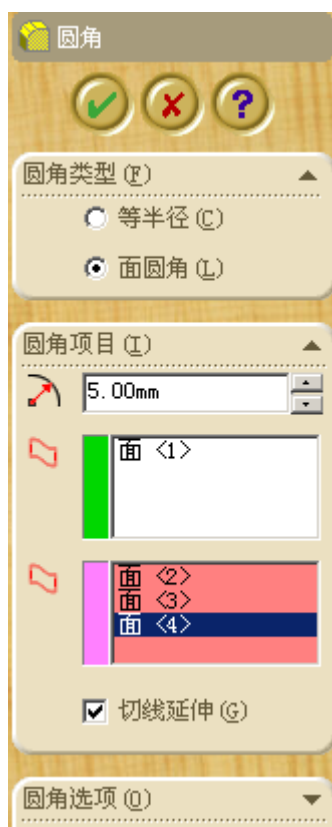 圆角
?
圆角类型(F)
等半径(C)
面圆角(L)
圆角项目(I)
5.00mm
面 <1>
面 <2>
面 <3>
面 <4>
切线延伸(G)
圆角选项(O)